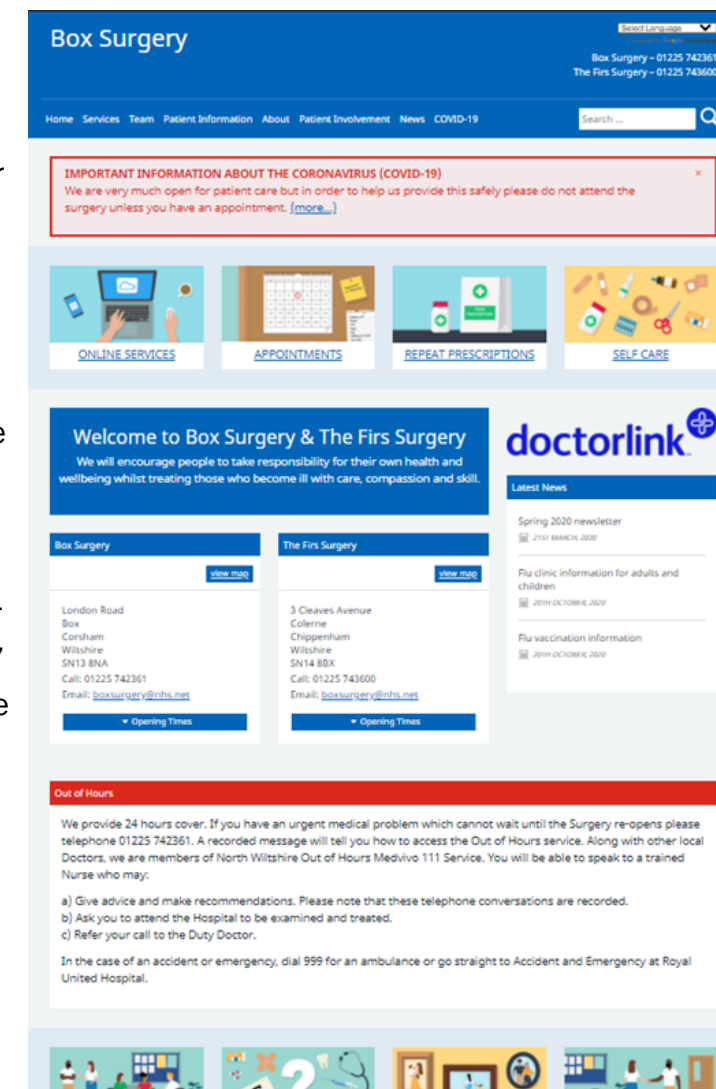 Box Surgery
Select Language
Box Surgery – 01225 742361
The Firs Surgery – 01225 743600
Home Services Team Patient Information About Patient Involvement News COVID-19
Search ...
IMPORTANT INFORMATION ABOUT THE CORONAVIRUS (COVID-19)
×
We are very much open for patient care but in order to help us provide this safely please do not attend the
surgery unless you have an appointment. (more...)
ONLINE SERVICES
APPOINTMENTS
REPEAT PRESCRIPTIONS
SELF CARE
Welcome to Box Surgery & The Firs Surgery
We will encourage people to take responsibility for their own health and
wellbeing whilst treating those who become ill with care, compassion and skill.
doctorlink
Latest News
Spring 2020 newsletter
21ST MARCH, 2020
Flu clinic information for adults and
children
20TH OCTOBER, 2020
Flu vaccination information
20TH OCTOBER, 2020
Box Surgery
view map
London Road
Box
Corsham
Wiltshire
SN13 8NA
Call: 01225 742361
Email: boxsurgery@nhs.net
Opening Times
The Firs Surgery
view map
3 Cleaves Avenue
Colerne
Chippenham
Wiltshire
SN14 8BX
Call: 01225 743600
Email: boxsurgery@nhs.net
Opening Times
Out of Hours
We provide 24 hours cover. If you have an urgent medical problem which cannot wait until the Surgery re-opens please
telephone 01225 742361. A recorded message will tell you how to access the Out of Hours service. Along with other local
Doctors, we are members of North Wiltshire Out of Hours Medvivo 111 Service. You will be able to speak to a trained
Nurse who may:
a) Give advice and make recommendations. Please note that these telephone conversations are recorded.
b) Ask you to attend the Hospital to be examined and treated.
c) Refer your call to the Duty Doctor.
In the case of an accident or emergency, dial 999 for an ambulance or go straight to Accident and Emergency at Royal
United Hospital.